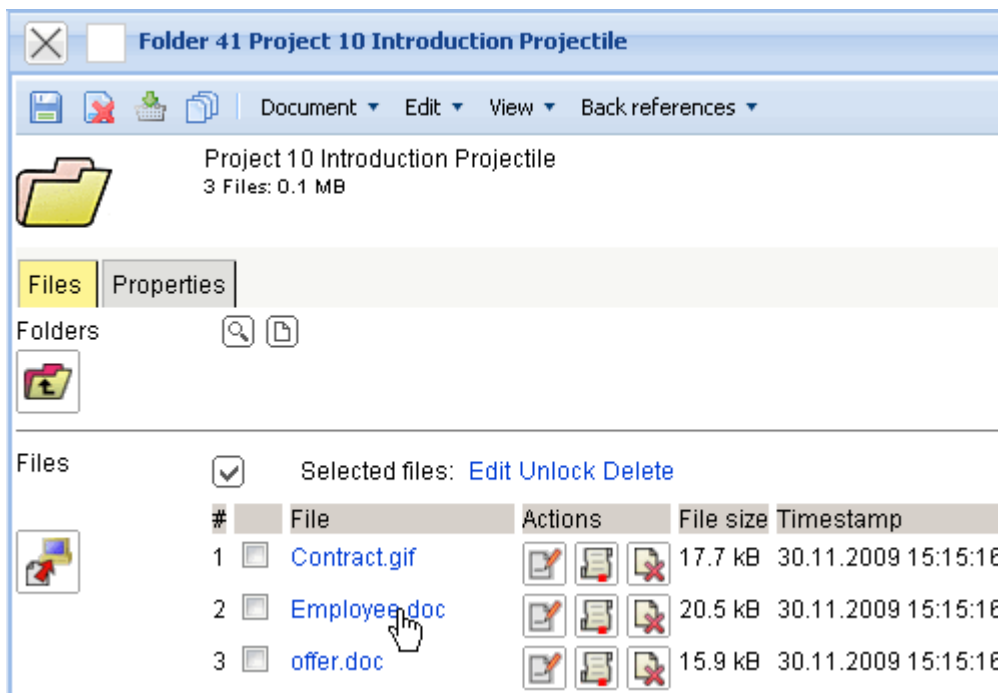 Folder 41 Project 10 Introduction Projectile
Document Edit View Back references
Project 10 Introduction Projectile
3 Files: 0.1 MB
Files Properties
Folders
Files Selected files: Edit Unlock Delete
# File Actions File size Timestamp
1 Contract.gif 17.7 kB 30.11.2009 15:15:16
2 Employee.doc 20.5 kB 30.11.2009 15:15:16
3 offer.doc 15.9 kB 30.11.2009 15:15:16